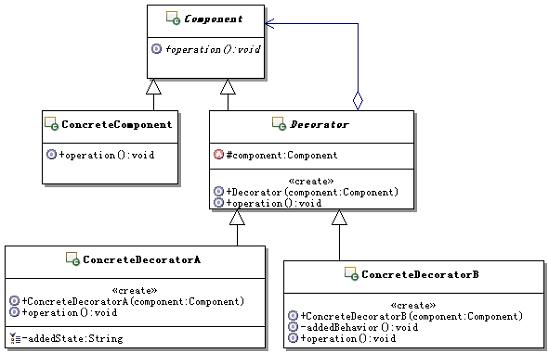 Component
+operation():void
ConcreteComponent
+operation():void
Decorator
#component:Component
«create»
+Decorator(component:Component)
+operation():void
ConcreteDecoratorA
«create»
+ConcreteDecoratorA(component:Component)
+operation():void
-addedState:String
ConcreteDecoratorB
«create»
+ConcreteDecoratorB(component:Component)
-addedBehavior():void
+operation():void